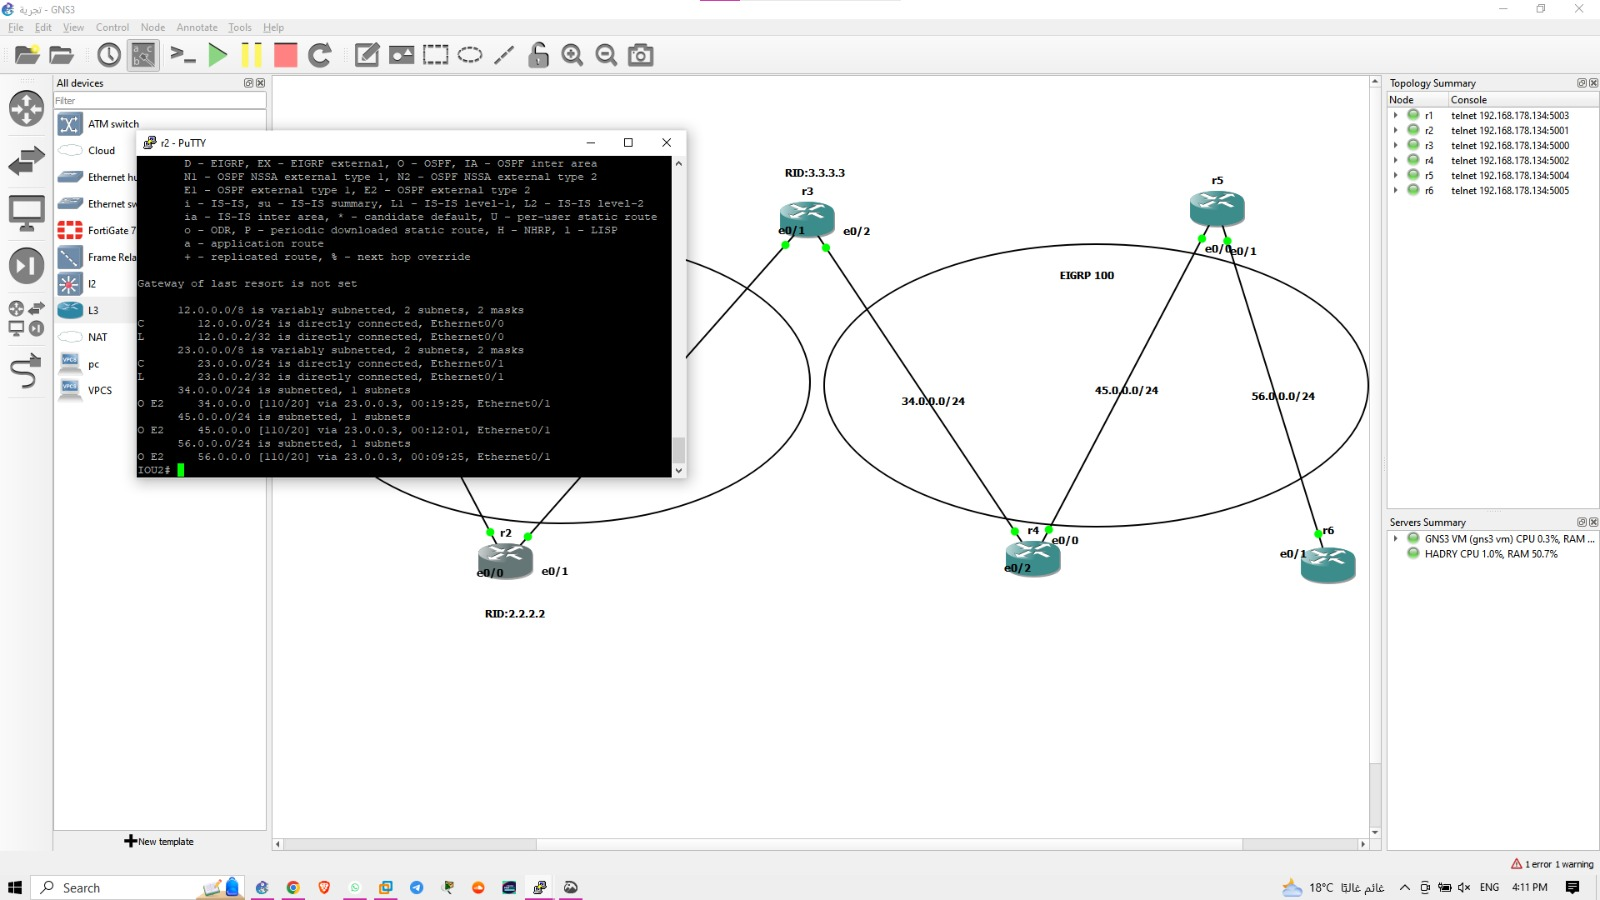 تجربة - GNS3
File Edit View Control Node Annotate Tools Help
All devices
Filter
ATM switch
Cloud
Ethernet hu
Ethernet sw
FortiGate 7
Frame Rela
l2
L3
NAT
pc
VPCS
New template
r2 - PuTTY
D - EIGRP, EX - EIGRP external, O - OSPF, IA - OSPF inter area
N1 - OSPF NSSA external type 1, N2 - OSPF NSSA external type 2
E1 - OSPF external type 1, E2 - OSPF external type 2
i - IS-IS, su - IS-IS summary, L1 - IS-IS level-1, L2 - IS-IS level-2
ia - IS-IS inter area, * - candidate default, U - per-user static route
o - ODR, P - periodic downloaded static route, H - NHRP, l - LISP
a - application route
+ - replicated route, % - next hop override
Gateway of last resort is not set
12.0.0.0/8 is variably subnetted, 2 subnets, 2 masks
C 12.0.0.0/24 is directly connected, Ethernet0/0
L 12.0.0.2/32 is directly connected, Ethernet0/0
23.0.0.0/8 is variably subnetted, 2 subnets, 2 masks
C 23.0.0.0/24 is directly connected, Ethernet0/1
L 23.0.0.2/32 is directly connected, Ethernet0/1
34.0.0.0/24 is subnetted, 1 subnets
O E2 34.0.0.0 [110/20] via 23.0.0.3, 00:19:25, Ethernet0/1
45.0.0.0/24 is subnetted, 1 subnets
O E2 45.0.0.0 [110/20] via 23.0.0.3, 00:12:01, Ethernet0/1
56.0.0.0/24 is subnetted, 1 subnets
O E2 56.0.0.0 [110/20] via 23.0.0.3, 00:09:25, Ethernet0/1
IOU2#
RID:3.3.3.3
r3
e0/1
e0/2
r5
e0/0
e0/1
EIGRP 100
34.0.0.0/24
45.0.0.0/24
56.0.0.0/24
r2
e0/0
e0/1
RID:2.2.2.2
r4
e0/0
e0/2
r6
e0/1
Topology Summary
Node Console
r1 telnet 192.168.178.134:5003
r2 telnet 192.168.178.134:5001
r3 telnet 192.168.178.134:5000
r4 telnet 192.168.178.134:5002
r5 telnet 192.168.178.134:5004
r6 telnet 192.168.178.134:5005
Servers Summary
GNS3 VM (gns3 vm) CPU 0.3%, RAM ...
HADRY CPU 1.0%, RAM 50.7%
1 error 1 warning
Search
18°C غائم غالبًا
ENG
4:11 PM